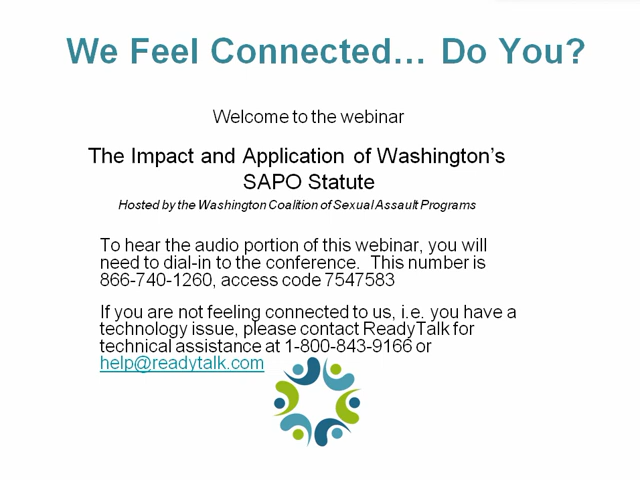 We Feel Connected… Do You?
Welcome to the webinar
The Impact and Application of Washington's
SAPO Statute
Hosted by the Washington Coalition of Sexual Assault Programs
To hear the audio portion of this webinar, you will
need to dial-in to the conference.  This number is
866-740-1260, access code 7547583
If you are not feeling connected to us, i.e. you have a
technology issue, please contact ReadyTalk for
technical assistance at 1-800-843-9166 or
help@readytalk.com